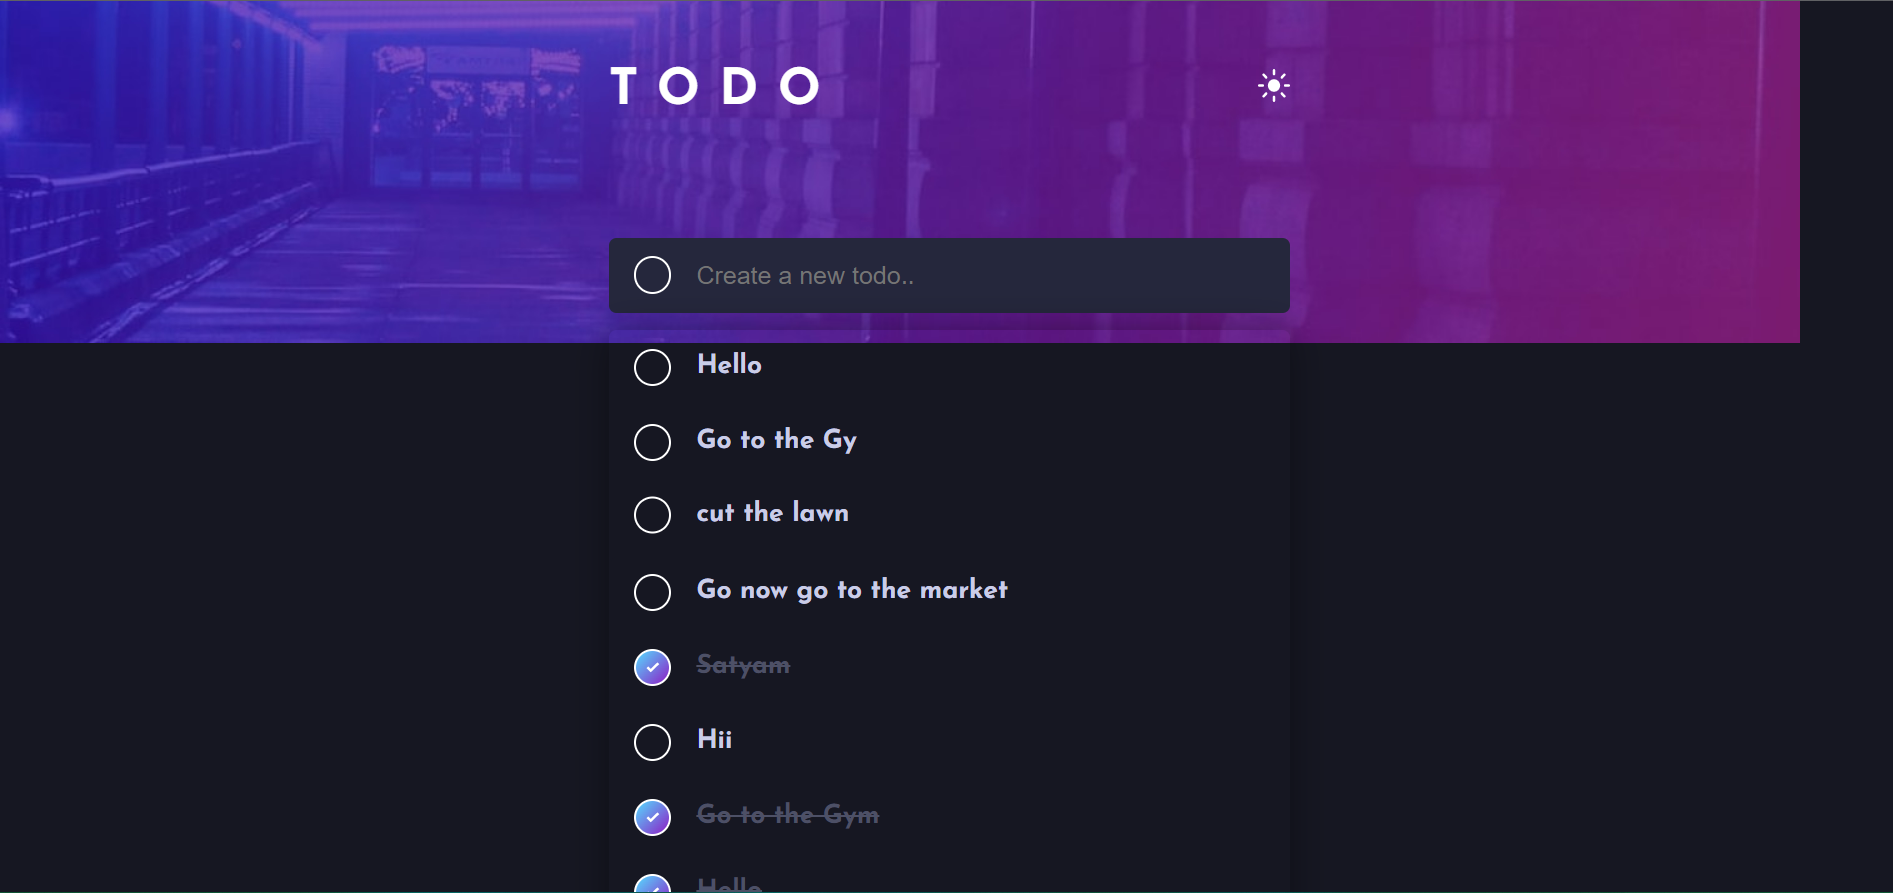 TODO
Create a new todo..
Hello
Go to the Gy
cut the lawn
Go now go to the market
Satyam
Hii
Go to the Gym
Hello